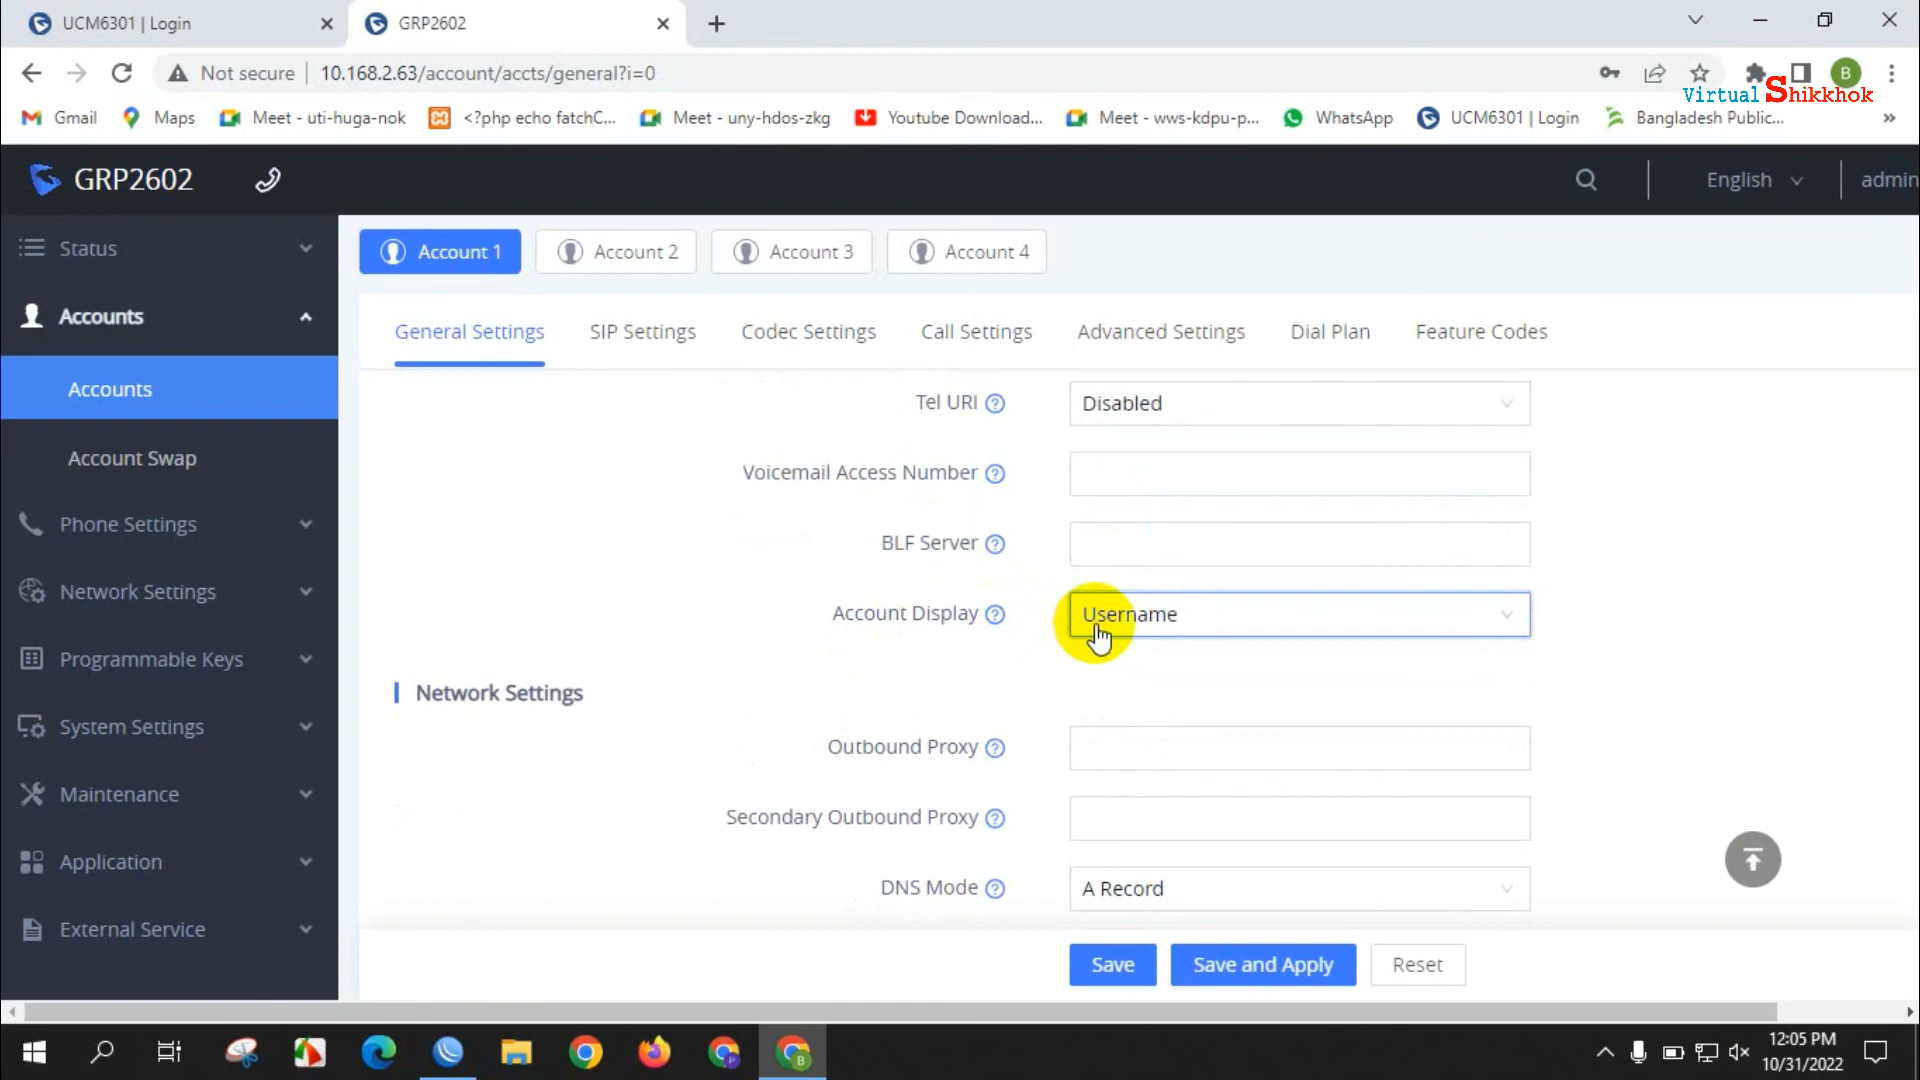 UCM6301 | Login
GRP2602
Not secure
10.168.2.63/account/accts/general?i=0
B
Virtual Shikkhok
Gmail
Maps
Meet - uti-huga-nok
<?php echo fatchC...
Meet - uny-hdos-zkg
Youtube Download...
Meet - wws-kdpu-p...
WhatsApp
UCM6301 | Login
Bangladesh Public...
»
GRP2602
English
admin
Status
Accounts
Accounts
Account Swap
Phone Settings
Network Settings
Programmable Keys
System Settings
Maintenance
Application
External Service
Account 1
Account 2
Account 3
Account 4
General Settings
SIP Settings
Codec Settings
Call Settings
Advanced Settings
Dial Plan
Feature Codes
Tel URI ?
Disabled
Voicemail Access Number ?
BLF Server ?
Account Display ?
Username
Network Settings
Outbound Proxy ?
Secondary Outbound Proxy ?
DNS Mode ?
A Record
Save
Save and Apply
Reset
P
B
12:05 PM
10/31/2022